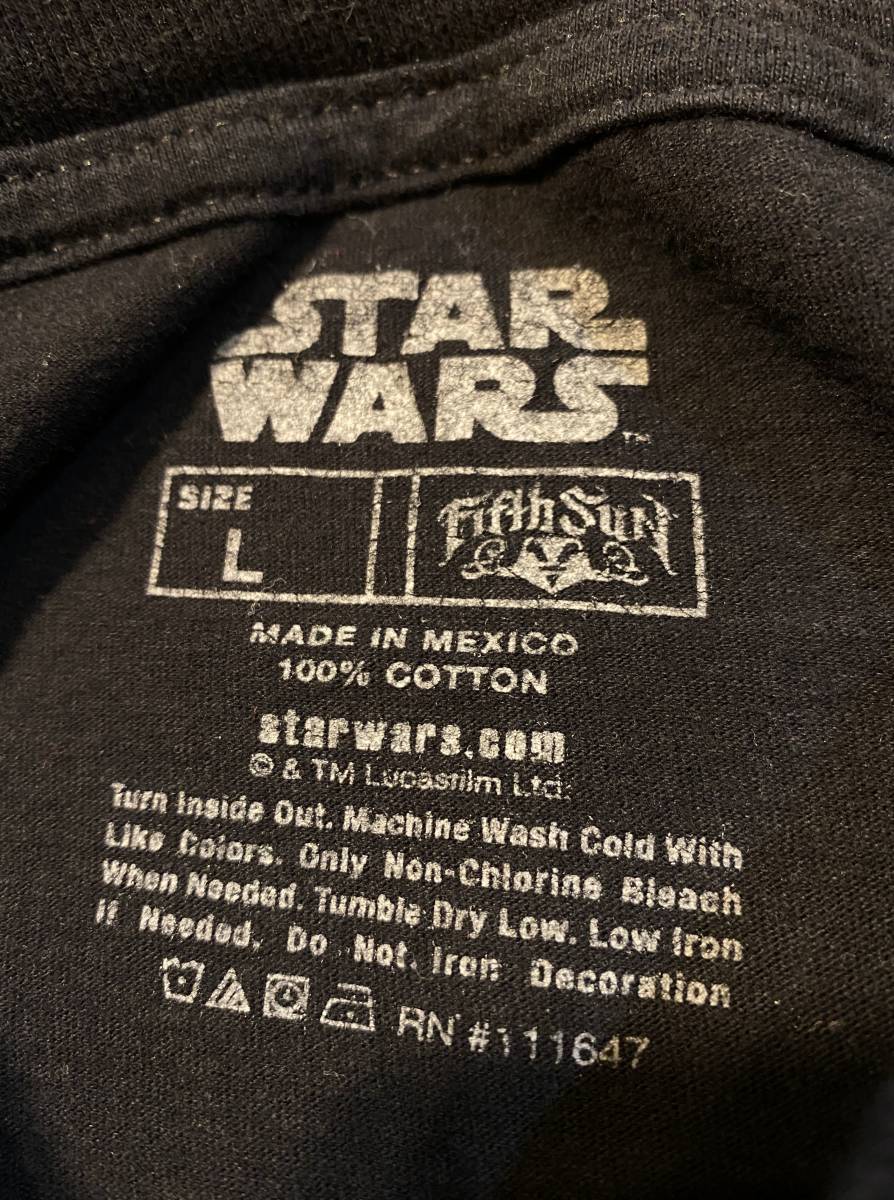 STAR
WARS™
SIZE
L
Fifth Sun
MADE IN MEXICO
100% COTTON
starwars.com
© & TM Lucasfilm Ltd.
Turn Inside Out. Machine Wash Cold With
Like Colors. Only Non-Chlorine Bleach
When Needed. Tumble Dry Low. Low Iron
If Needed. Do Not Iron Decoration
RN #111647